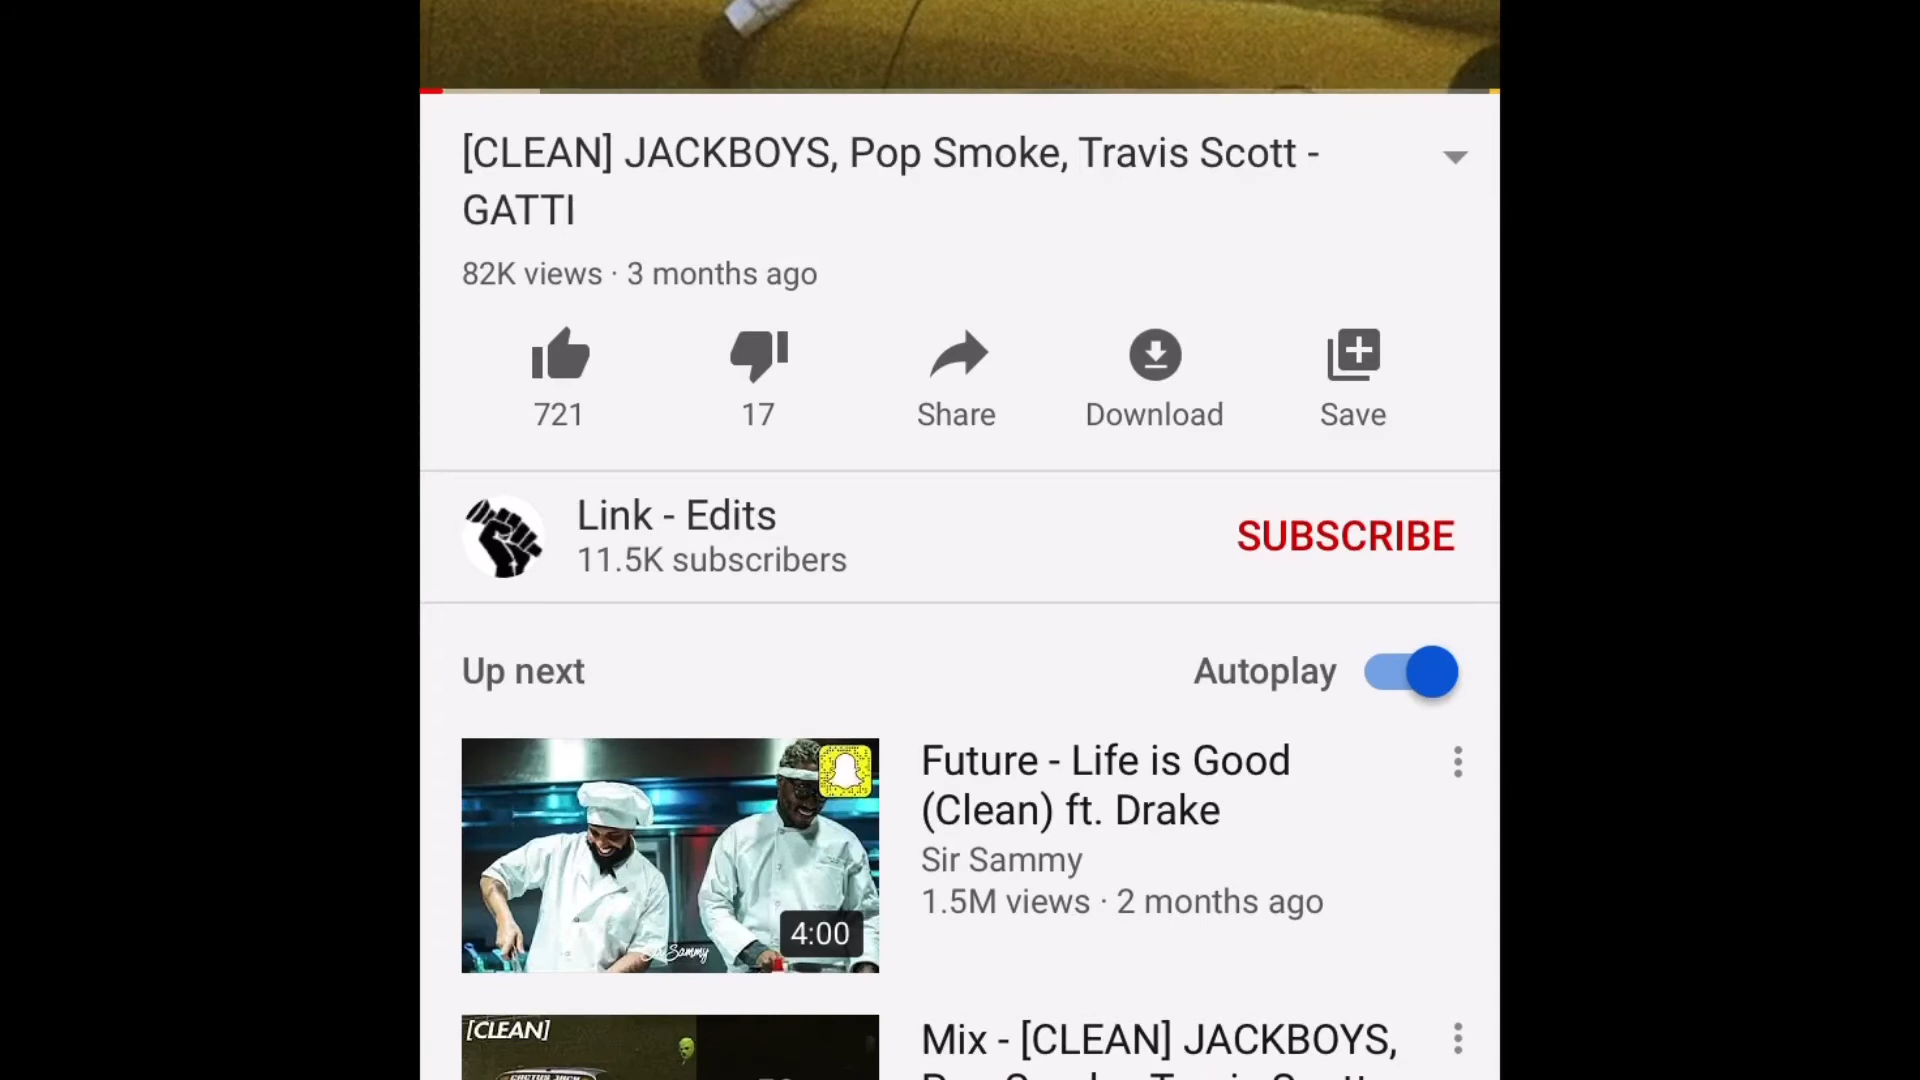 [CLEAN] JACKBOYS, Pop Smoke, Travis Scott -
GATTI
82K views · 3 months ago
721
17
Share
Download
Save
Link - Edits
11.5K subscribers
SUBSCRIBE
Up next
Autoplay
Future - Life is Good
(Clean) ft. Drake
Sir Sammy
1.5M views · 2 months ago
4:00
[CLEAN]
CACTUS JACK
Mix - [CLEAN] JACKBOYS,